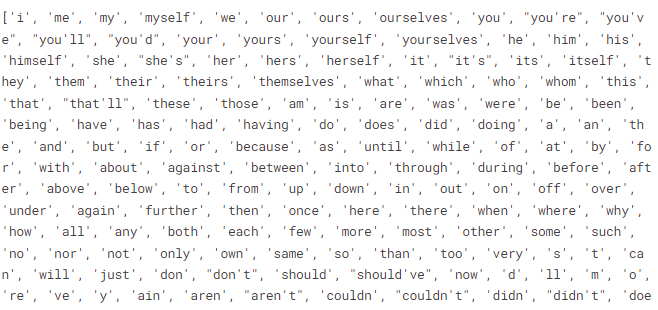 ['i', 'me', 'my', 'myself', 'we', 'our', 'ours', 'ourselves', 'you', "you're", "you'v
e", "you'll", "you'd", 'your', 'yours', 'yourself', 'yourselves', 'he', 'him', 'his',
'himself', 'she', "she's", 'her', 'hers', 'herself', 'it', "it's", 'its', 'itself', 't
hey', 'them', 'their', 'theirs', 'themselves', 'what', 'which', 'who', 'whom', 'this',
'that', "that'll", 'these', 'those', 'am', 'is', 'are', 'was', 'were', 'be', 'been',
'being', 'have', 'has', 'had', 'having', 'do', 'does', 'did', 'doing', 'a', 'an', 'th
e', 'and', 'but', 'if', 'or', 'because', 'as', 'until', 'while', 'of', 'at', 'by', 'fo
r', 'with', 'about', 'against', 'between', 'into', 'through', 'during', 'before', 'aft
er', 'above', 'below', 'to', 'from', 'up', 'down', 'in', 'out', 'on', 'off', 'over',
'under', 'again', 'further', 'then', 'once', 'here', 'there', 'when', 'where', 'why',
'how', 'all', 'any', 'both', 'each', 'few', 'more', 'most', 'other', 'some', 'such',
'no', 'nor', 'not', 'only', 'own', 'same', 'so', 'than', 'too', 'very', 's', 't', 'ca
n', 'will', 'just', 'don', "don't", 'should', "should've", 'now', 'd', 'll', 'm', 'o',
're', 've', 'y', 'ain', 'aren', "aren't", 'couldn', "couldn't", 'didn', "didn't", 'doe